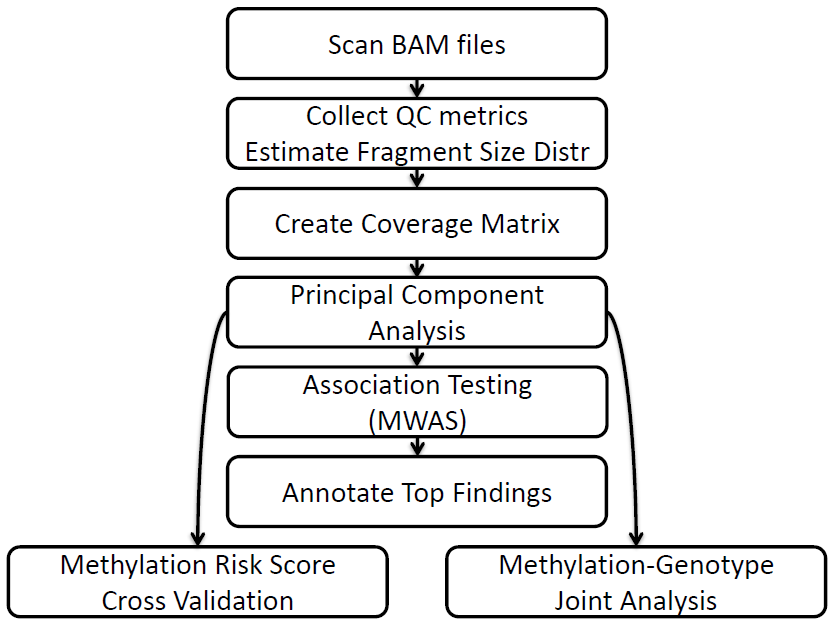 Scan BAM files
Collect QC metrics
Estimate Fragment Size Distr
Create Coverage Matrix
Principal Component
Analysis
Association Testing
(MWAS)
Annotate Top Findings
Methylation Risk Score
Cross Validation
Methylation-Genotype
Joint Analysis